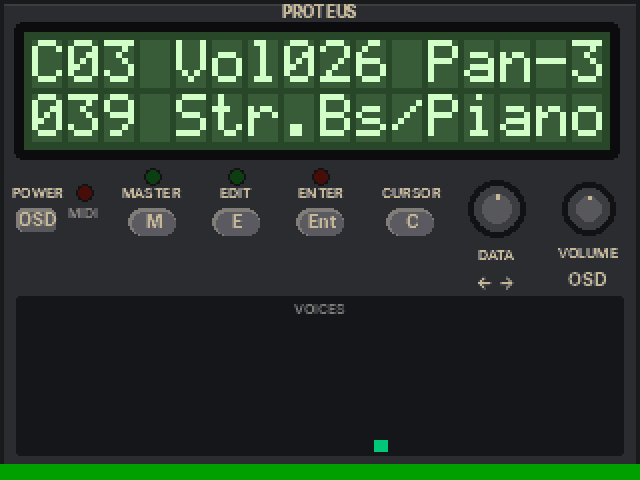 PROTEUS
C03 Vol026 Pan-3
039 Str.Bs/Piano
POWER MIDI MASTER EDIT ENTER CURSOR
OSD M E Ent C
DATA VOLUME
← → OSD
VOICES